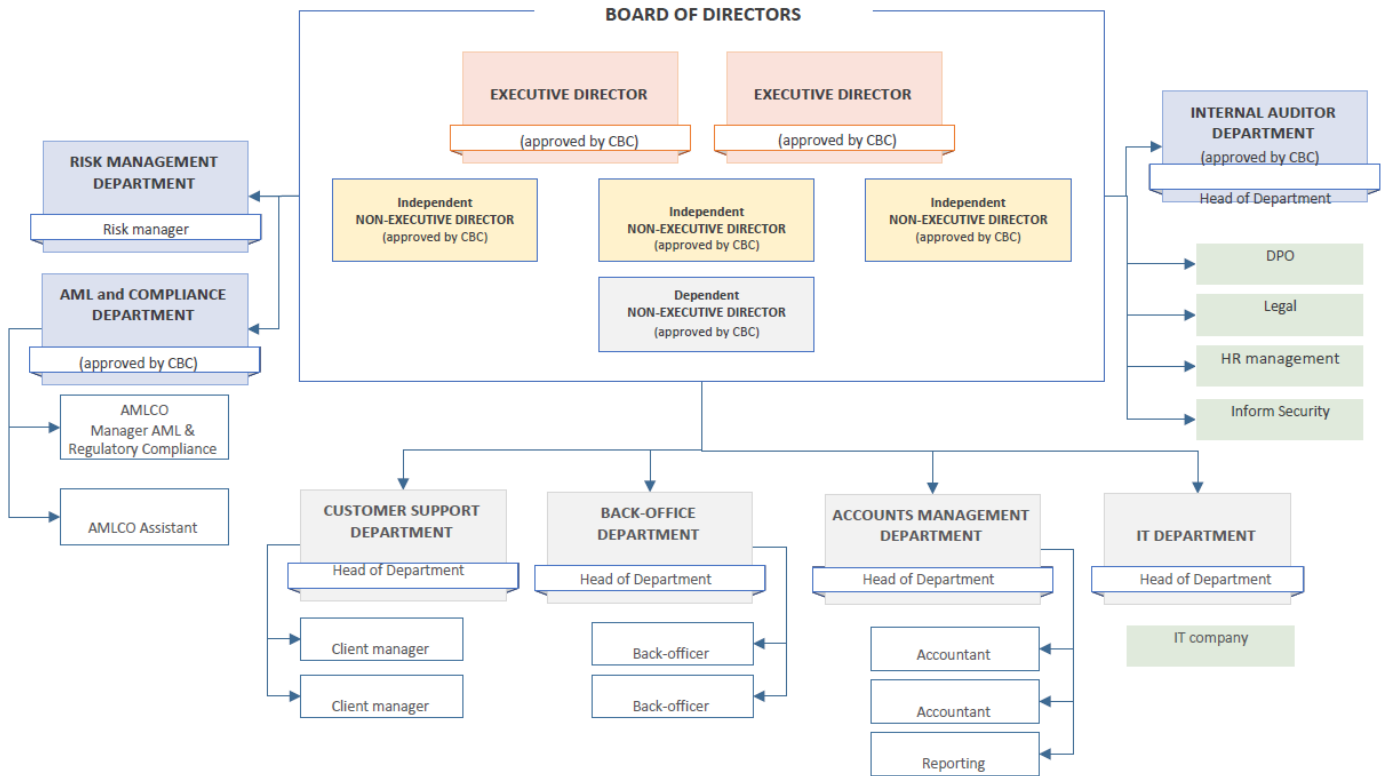 BOARD OF DIRECTORS
EXECUTIVE DIRECTOR
(approved by CBC)
EXECUTIVE DIRECTOR
(approved by CBC)
Independent
NON-EXECUTIVE DIRECTOR
(approved by CBC)
Independent
NON-EXECUTIVE DIRECTOR
(approved by CBC)
Independent
NON-EXECUTIVE DIRECTOR
(approved by CBC)
Dependent
NON-EXECUTIVE DIRECTOR
(approved by CBC)
RISK MANAGEMENT
DEPARTMENT
Risk manager
AML and COMPLIANCE
DEPARTMENT
(approved by CBC)
AMLCO
Manager AML &
Regulatory Compliance
AMLCO Assistant
INTERNAL AUDITOR
DEPARTMENT
(approved by CBC)
Head of Department
DPO
Legal
HR management
Inform Security
CUSTOMER SUPPORT
DEPARTMENT
Head of Department
Client manager
Client manager
BACK-OFFICE
DEPARTMENT
Head of Department
Back-officer
Back-officer
ACCOUNTS MANAGEMENT
DEPARTMENT
Head of Department
Accountant
Accountant
Reporting
IT DEPARTMENT
Head of Department
IT company